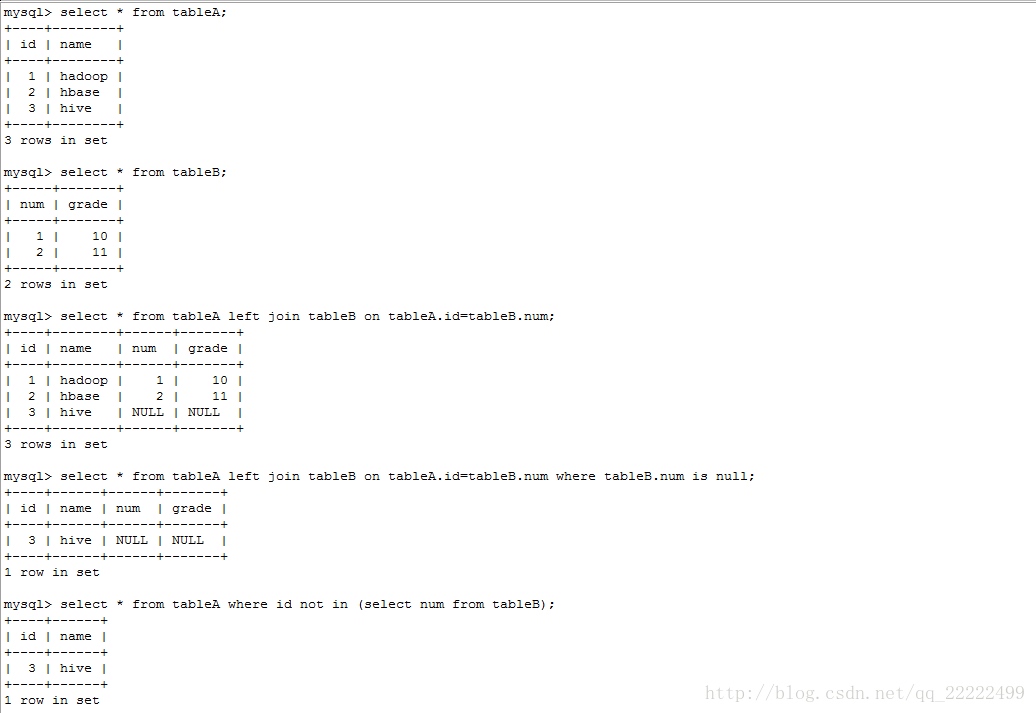 mysql> select * from tableA;
+----+--------+
| id | name   |
+----+--------+
|  1 | hadoop |
|  2 | hbase  |
|  3 | hive   |
+----+--------+
3 rows in set

mysql> select * from tableB;
+-----+-------+
| num | grade |
+-----+-------+
|   1 |    10 |
|   2 |    11 |
+-----+-------+
2 rows in set

mysql> select * from tableA left join tableB on tableA.id=tableB.num;
+----+--------+------+-------+
| id | name   | num  | grade |
+----+--------+------+-------+
|  1 | hadoop |    1 |    10 |
|  2 | hbase  |    2 |    11 |
|  3 | hive   | NULL | NULL  |
+----+--------+------+-------+
3 rows in set

mysql> select * from tableA left join tableB on tableA.id=tableB.num where tableB.num is null;
+----+------+------+-------+
| id | name | num  | grade |
+----+------+------+-------+
|  3 | hive | NULL | NULL  |
+----+------+------+-------+
1 row in set

mysql> select * from tableA where id not in (select num from tableB);
+----+------+
| id | name |
+----+------+
|  3 | hive |
+----+------+
1 row in set
http://blog.csdn.net/qq_22222499